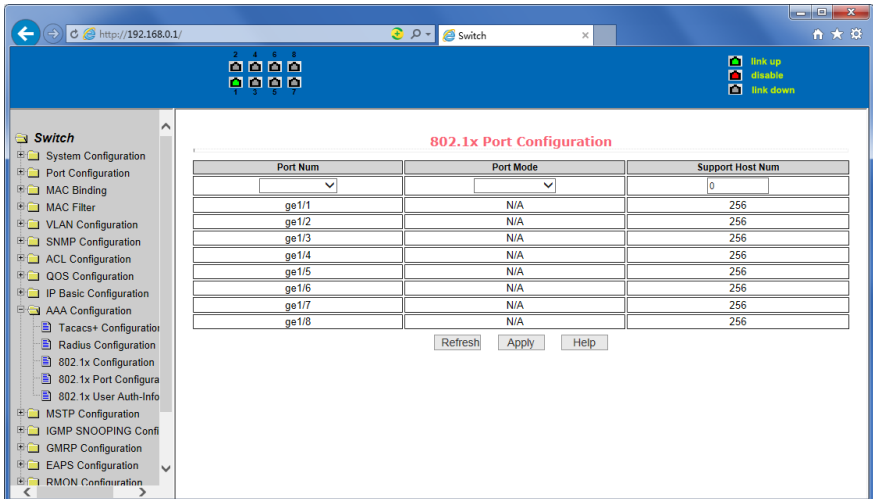 http://192.168.0.1/
Switch
2 4 6 8
1 3 5 7
link up
disable
link down
Switch
System Configuration
Port Configuration
MAC Binding
MAC Filter
VLAN Configuration
SNMP Configuration
ACL Configuration
QOS Configuration
IP Basic Configuration
AAA Configuration
Tacacs+ Configuration
Radius Configuration
802.1x Configuration
802.1x Port Configura
802.1x User Auth-Info
MSTP Configuration
IGMP SNOOPING Confi
GMRP Configuration
EAPS Configuration
RMON Configuration
802.1x Port Configuration
Port Num Port Mode Support Host Num
0
ge1/1 N/A 256
ge1/2 N/A 256
ge1/3 N/A 256
ge1/4 N/A 256
ge1/5 N/A 256
ge1/6 N/A 256
ge1/7 N/A 256
ge1/8 N/A 256
Refresh Apply Help